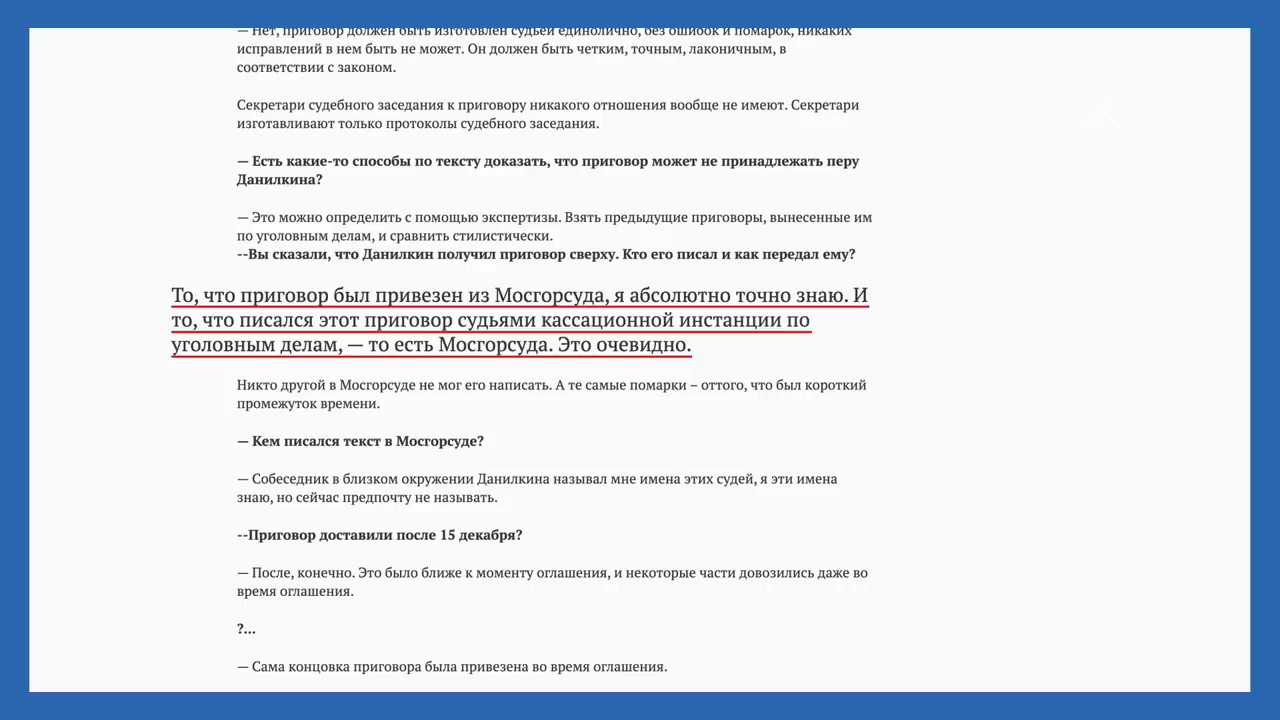 — Нет, приговор должен быть изготовлен судьей единолично, без ошибок и помарок, никаких
исправлений в нем быть не может. Он должен быть четким, точным, лаконичным, в
соответствии с законом.
Секретари судебного заседания к приговору никакого отношения вообще не имеют. Секретари
изготавливают только протоколы судебного заседания.
— Есть какие-то способы по тексту доказать, что приговор может не принадлежать перу
Данилкина?
— Это можно определить с помощью экспертизы. Взять предыдущие приговоры, вынесенные им
по уголовным делам, и сравнить стилистически.
--Вы сказали, что Данилкин получил приговор сверху. Кто его писал и как передал ему?
То, что приговор был привезен из Мосгорсуда, я абсолютно точно знаю. И
то, что писался этот приговор судьями кассационной инстанции по
уголовным делам, — то есть Мосгорсуда. Это очевидно.
Никто другой в Мосгорсуде не мог его написать. А те самые помарки – оттого, что был короткий
промежуток времени.
— Кем писался текст в Мосгорсуде?
— Собеседник в близком окружении Данилкина называл мне имена этих судей, я эти имена
знаю, но сейчас предпочту не называть.
--Приговор доставили после 15 декабря?
— После, конечно. Это было ближе к моменту оглашения, и некоторые части довозились даже во
время оглашения.
?...
— Сама концовка приговора была привезена во время оглашения.